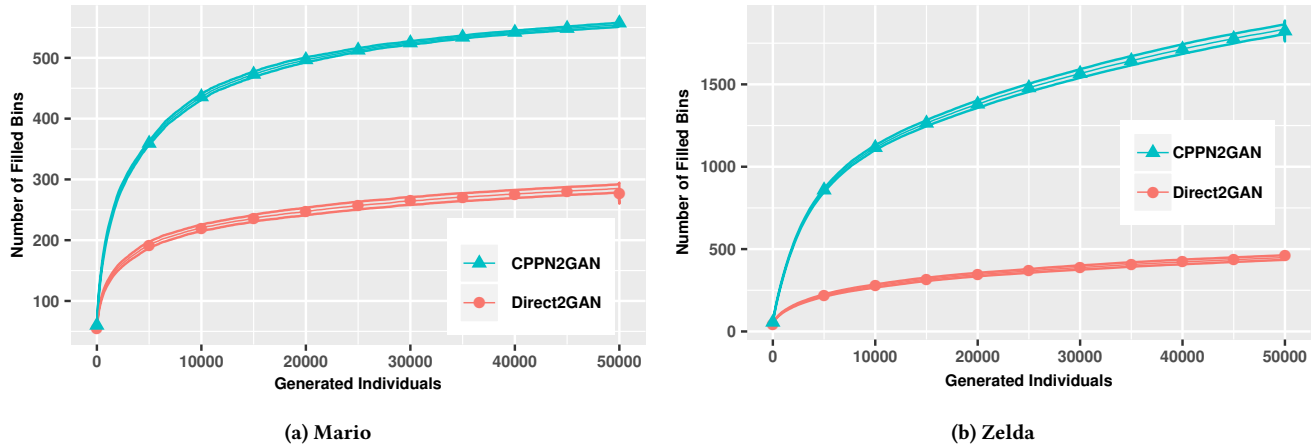 Number of Filled Bins
500
400
300
200
100
0
10000
20000
30000
40000
50000
Generated Individuals
CPPN2GAN
Direct2GAN
(a) Mario
Number of Filled Bins
1500
1000
500
0
0
10000
20000
30000
40000
50000
Generated Individuals
CPPN2GAN
Direct2GAN
(b) Zelda